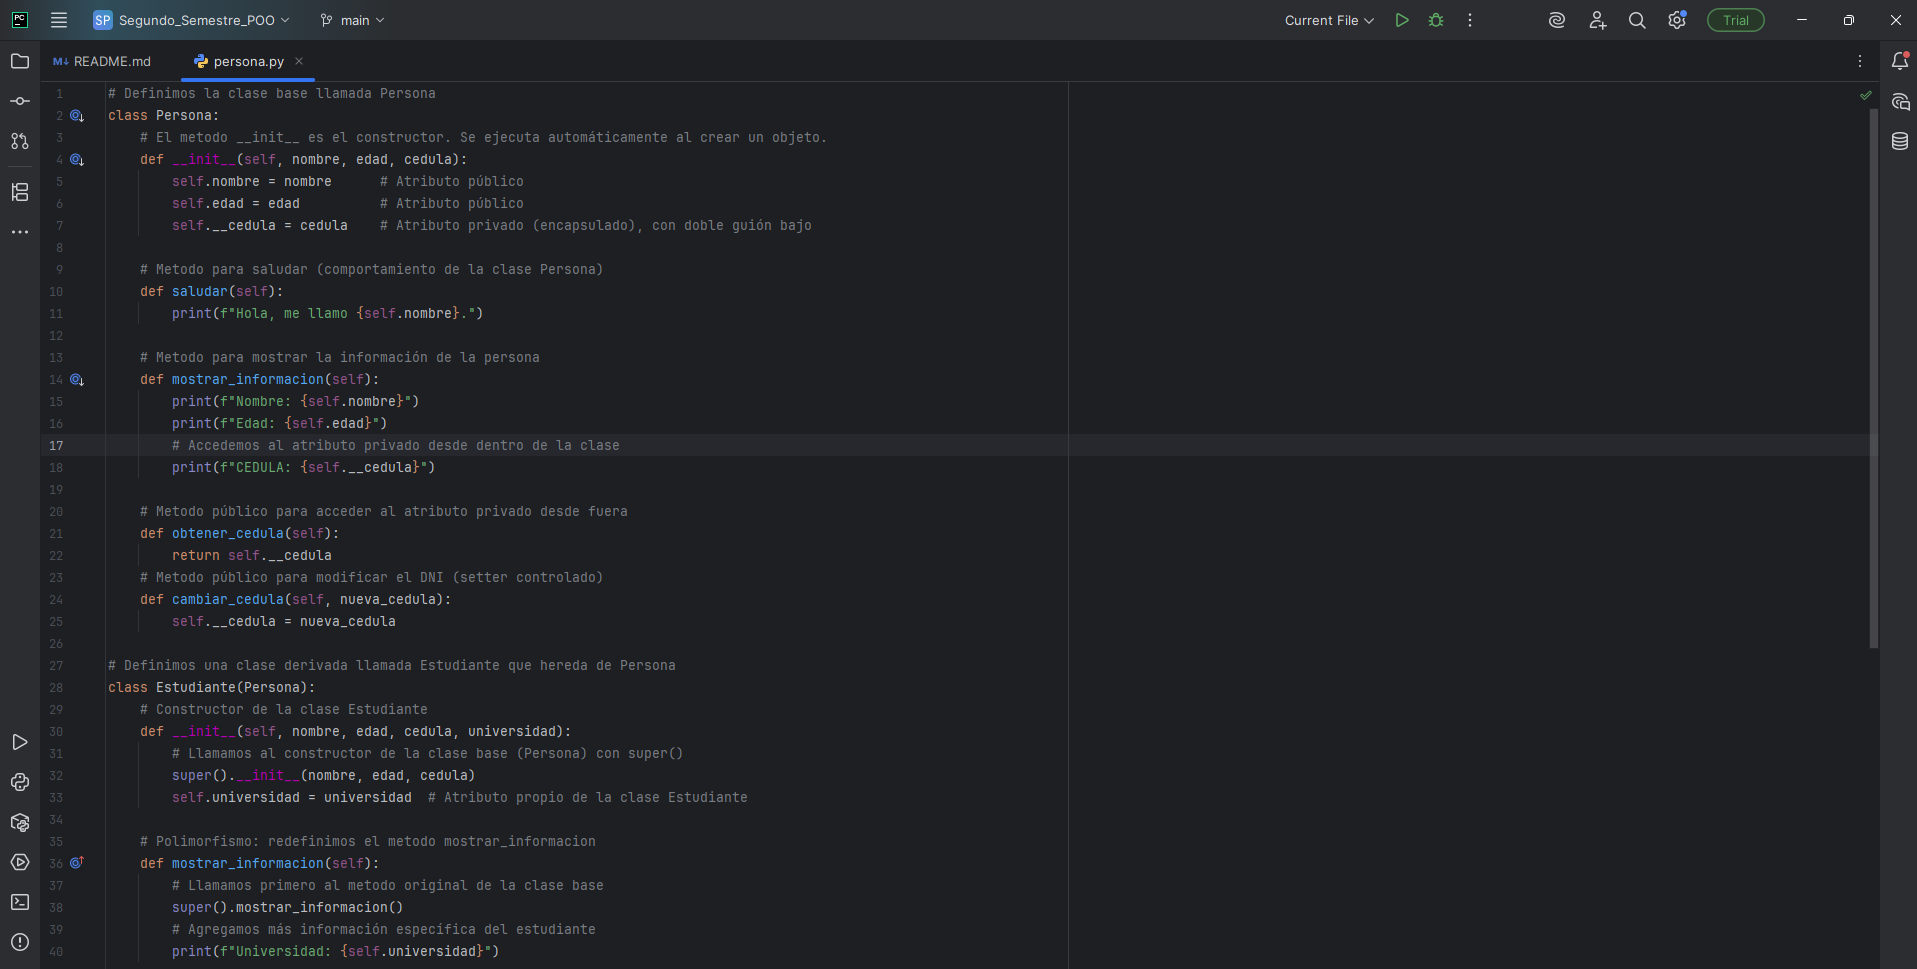 PC
SP Segundo_Semestre_POO
main
Current File
Trial
M↓ README.md
persona.py
1 # Definimos la clase base llamada Persona
2 class Persona:
3     # El metodo __init__ es el constructor. Se ejecuta automáticamente al crear un objeto.
4     def __init__(self, nombre, edad, cedula):
5         self.nombre = nombre      # Atributo público
6         self.edad = edad          # Atributo público
7         self.__cedula = cedula    # Atributo privado (encapsulado), con doble guión bajo
8
9     # Metodo para saludar (comportamiento de la clase Persona)
10     def saludar(self):
11         print(f"Hola, me llamo {self.nombre}.")
12
13     # Metodo para mostrar la información de la persona
14     def mostrar_informacion(self):
15         print(f"Nombre: {self.nombre}")
16         print(f"Edad: {self.edad}")
17         # Accedemos al atributo privado desde dentro de la clase
18         print(f"CEDULA: {self.__cedula}")
19
20     # Metodo público para acceder al atributo privado desde fuera
21     def obtener_cedula(self):
22         return self.__cedula
23     # Metodo público para modificar el DNI (setter controlado)
24     def cambiar_cedula(self, nueva_cedula):
25         self.__cedula = nueva_cedula
26
27 # Definimos una clase derivada llamada Estudiante que hereda de Persona
28 class Estudiante(Persona):
29     # Constructor de la clase Estudiante
30     def __init__(self, nombre, edad, cedula, universidad):
31         # Llamamos al constructor de la clase base (Persona) con super()
32         super().__init__(nombre, edad, cedula)
33         self.universidad = universidad  # Atributo propio de la clase Estudiante
34
35     # Polimorfismo: redefinimos el metodo mostrar_informacion
36     def mostrar_informacion(self):
37         # Llamamos primero al metodo original de la clase base
38         super().mostrar_informacion()
39         # Agregamos más información específica del estudiante
40         print(f"Universidad: {self.universidad}")